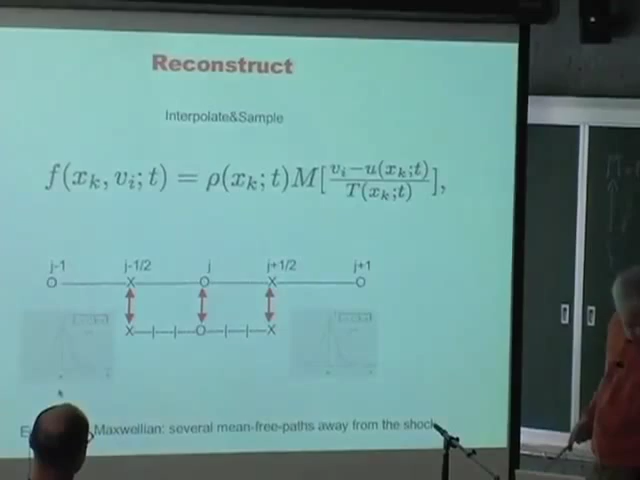 Reconstruct
Interpolate&Sample
f(x_k, v_i; t) = ρ(x_k; t)M[\frac{v_i − u(x_k; t)}{T(x_k; t)}],
j-1 j-1/2 j j+1/2 j+1
O X O X O
X O X
Maxwellian: several mean-free-paths away from the shock